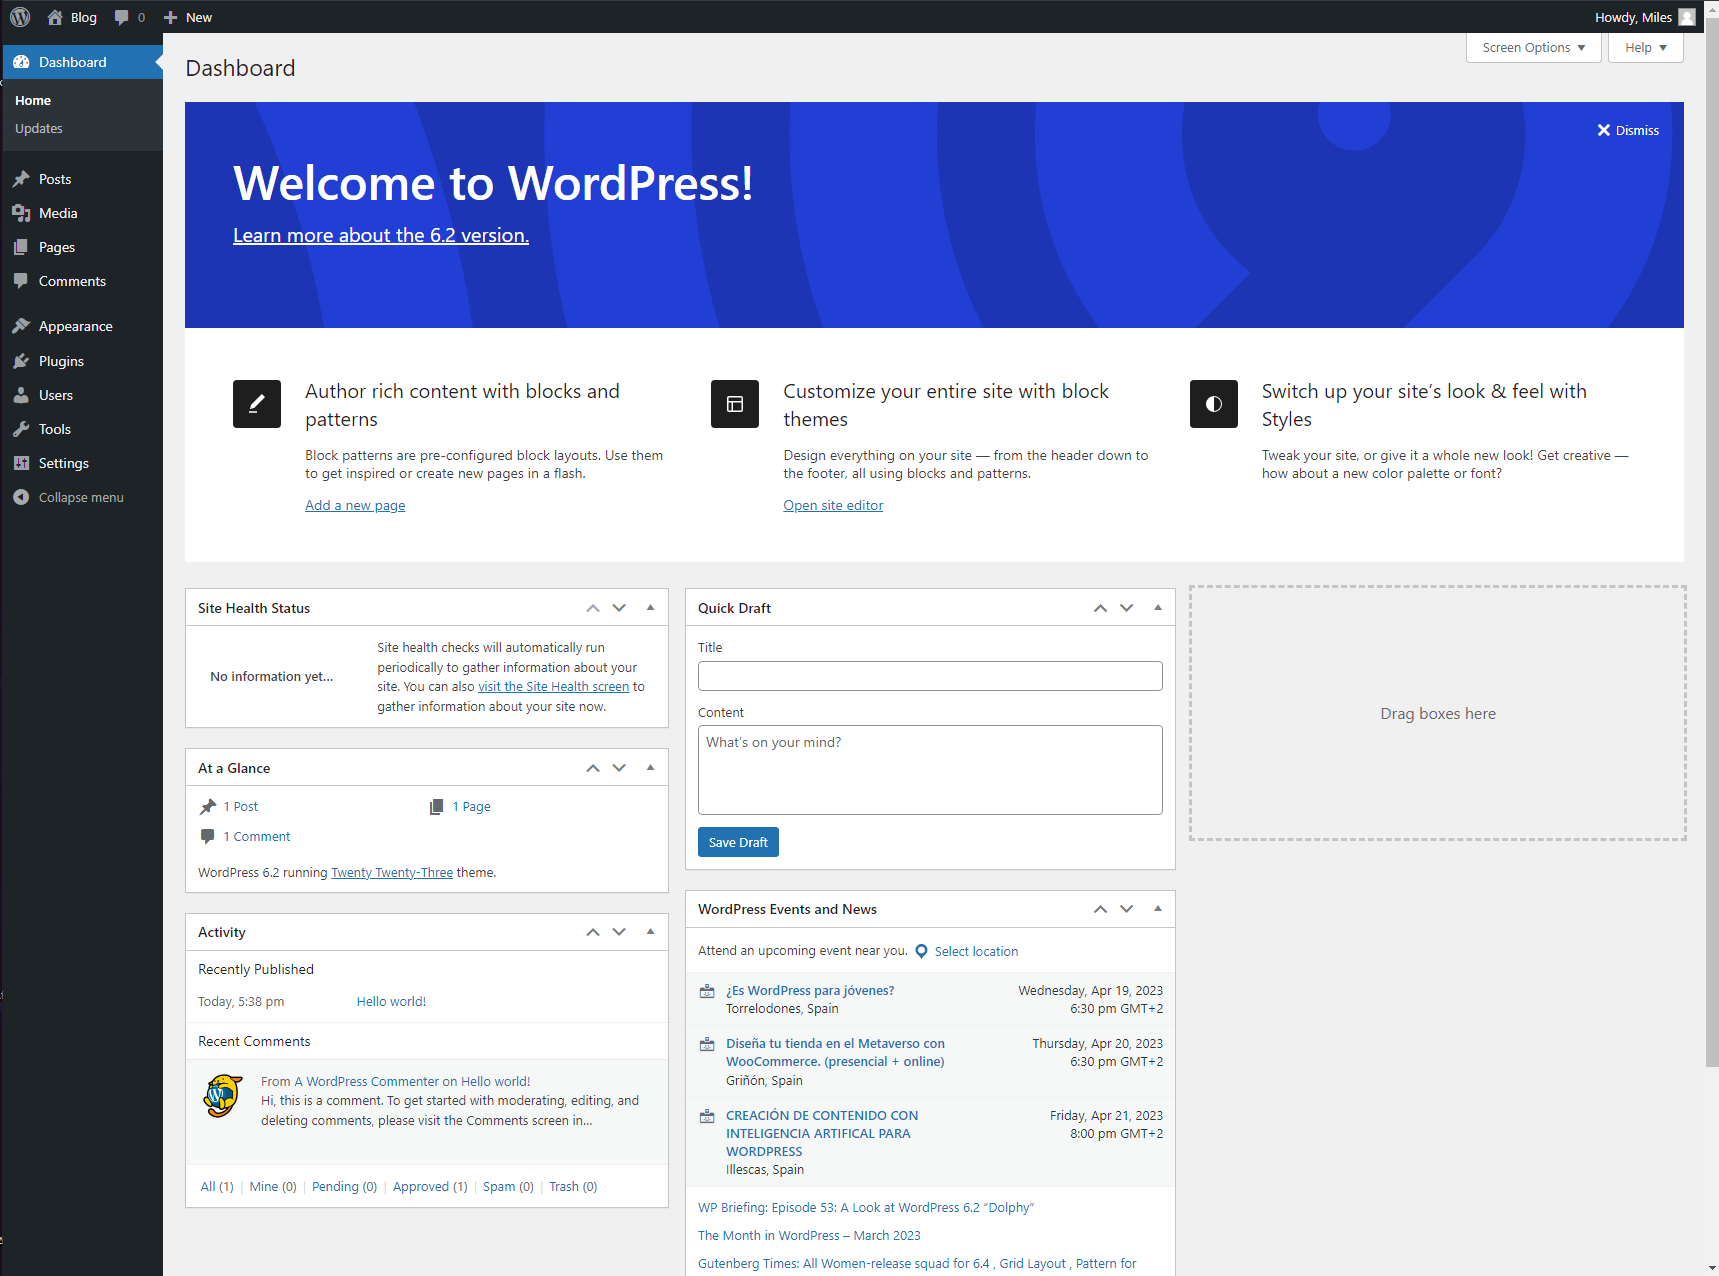 Blog
0
New
Howdy, Miles
Dashboard
Home
Updates
Posts
Media
Pages
Comments
Appearance
Plugins
Users
Tools
Settings
Collapse menu
Screen Options
Help
Dashboard
Dismiss
Welcome to WordPress!
Learn more about the 6.2 version.
Author rich content with blocks and
patterns
Block patterns are pre-configured block layouts. Use them
to get inspired or create new pages in a flash.
Add a new page
Customize your entire site with block
themes
Design everything on your site — from the header down to
the footer, all using blocks and patterns.
Open site editor
Switch up your site’s look & feel with
Styles
Tweak your site, or give it a whole new look! Get creative —
how about a new color palette or font?
Site Health Status
No information yet...
Site health checks will automatically run
periodically to gather information about your
site. You can also visit the Site Health screen to
gather information about your site now.
At a Glance
1 Post
1 Page
1 Comment
WordPress 6.2 running Twenty Twenty-Three theme.
Activity
Recently Published
Today, 5:38 pm Hello world!
Recent Comments
From A WordPress Commenter on Hello world!
Hi, this is a comment. To get started with moderating, editing, and
deleting comments, please visit the Comments screen in...
All (1) | Mine (0) | Pending (0) | Approved (1) | Spam (0) | Trash (0)
Quick Draft
Title
Content
What’s on your mind?
Save Draft
WordPress Events and News
Attend an upcoming event near you. Select location
¿Es WordPress para jóvenes?
Torrelodones, Spain
Wednesday, Apr 19, 2023
6:30 pm GMT+2
Diseña tu tienda en el Metaverso con
WooCommerce. (presencial + online)
Griñón, Spain
Thursday, Apr 20, 2023
6:30 pm GMT+2
CREACIÓN DE CONTENIDO CON
INTELIGENCIA ARTIFICAL PARA
WORDPRESS
Illescas, Spain
Friday, Apr 21, 2023
8:00 pm GMT+2
WP Briefing: Episode 53: A Look at WordPress 6.2 “Dolphy”
The Month in WordPress – March 2023
Gutenberg Times: All Women-release squad for 6.4 , Grid Layout , Pattern for
Drag boxes here